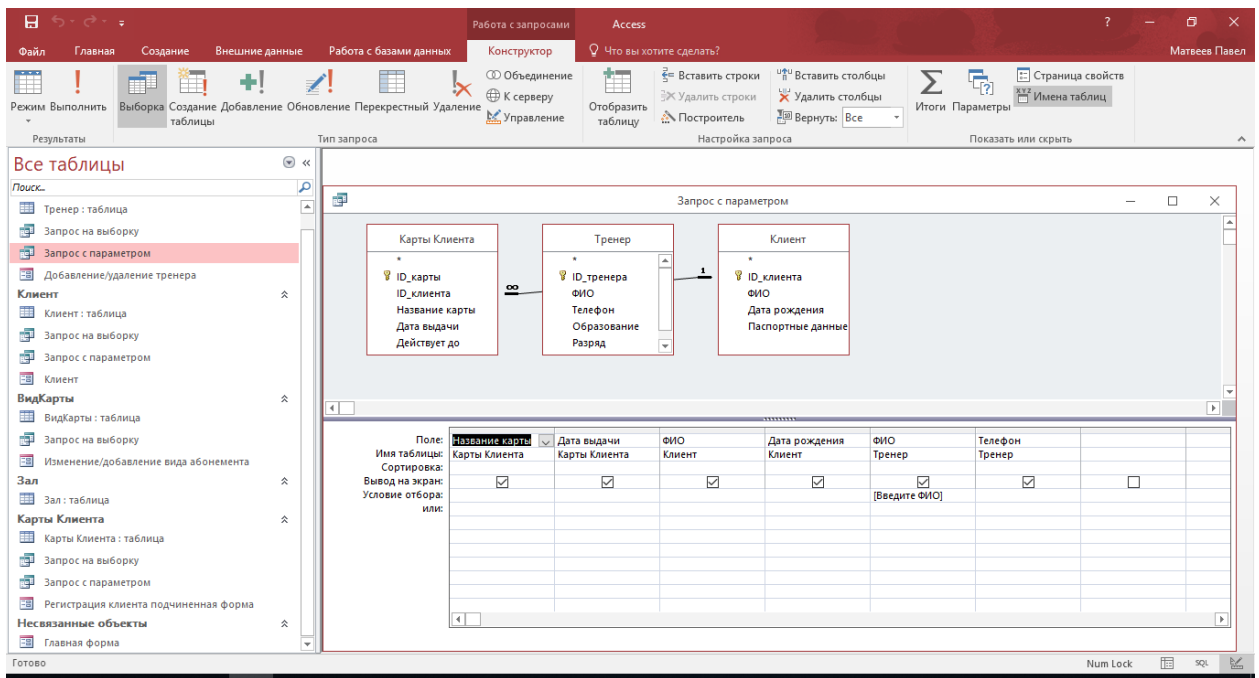 Работа с запросами
Access
?
Файл Главная Создание Внешние данные Работа с базами данных Конструктор Что вы хотите сделать? Матвеев Павел
Режим Выполнить Выборка Создание таблицы Добавление Обновление Перекрестный Удаление
Объединение
К серверу
Управление
Отобразить таблицу
Вставить строки
Удалить строки
Построитель
Вставить столбцы
Удалить столбцы
Вернуть: Все
Итоги Параметры
Страница свойств
Имена таблиц
Результаты Тип запроса Настройка запроса Показать или скрыть
Все таблицы
Поиск...
Тренер : таблица
Запрос на выборку
Запрос с параметром
Добавление/удаление тренера
Клиент
Клиент : таблица
Запрос на выборку
Запрос с параметром
Клиент
ВидКарты
ВидКарты : таблица
Запрос на выборку
Изменение/добавление вида абонемента
Зал
Зал : таблица
Карты Клиента
Карты Клиента : таблица
Запрос на выборку
Запрос с параметром
Регистрация клиента подчиненная форма
Несвязанные объекты
Главная форма
Запрос с параметром
Карты Клиента
*
ID_карты
ID_клиента
Название карты
Дата выдачи
Действует до
∞
Тренер
*
ID_тренера
ФИО
Телефон
Образование
Разряд
1
Клиент
*
ID_клиента
ФИО
Дата рождения
Паспортные данные
Поле: Название карты Дата выдачи ФИО Дата рождения ФИО Телефон
Имя таблицы: Карты Клиента Карты Клиента Клиент Клиент Тренер Тренер
Сортировка:
Вывод на экран:
Условие отбора: [Введите ФИО]
или:
Готово Num Lock SQL